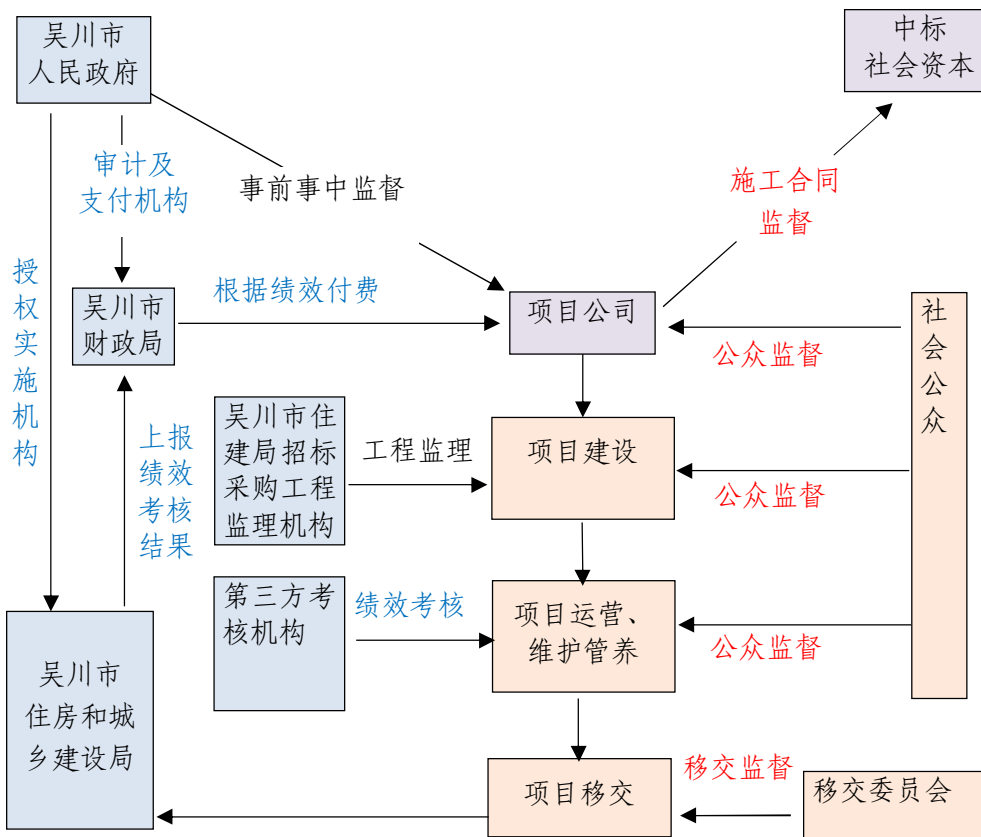 吴川市
人民政府
中标
社会资本
审计及
支付机构
事前事中监督
施工合同
监督
授
权
实
施
机
构
吴川市
财政局
根据绩效付费
项目公司
公众监督
社
会
公
众
上报
绩效
考核
结果
吴川市住
建局招标
采购工程
监理机构
工程监理
项目建设
公众监督
第三方考
核机构
绩效考核
项目运营、
维护管养
公众监督
吴川市
住房和城
乡建设局
项目移交
移交监督
移交委员会